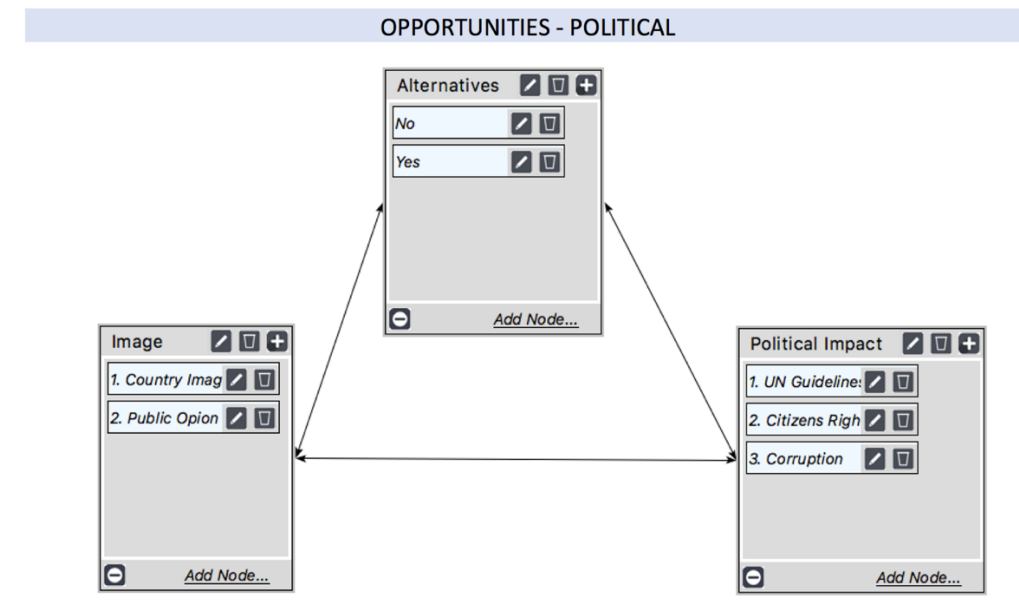 OPPORTUNITIES - POLITICAL
Alternatives
No
Yes
Add Node...
Image
1. Country Imag
2. Public Opion
Add Node...
Political Impact
1. UN Guideline
2. Citizens Righ
3. Corruption
Add Node...